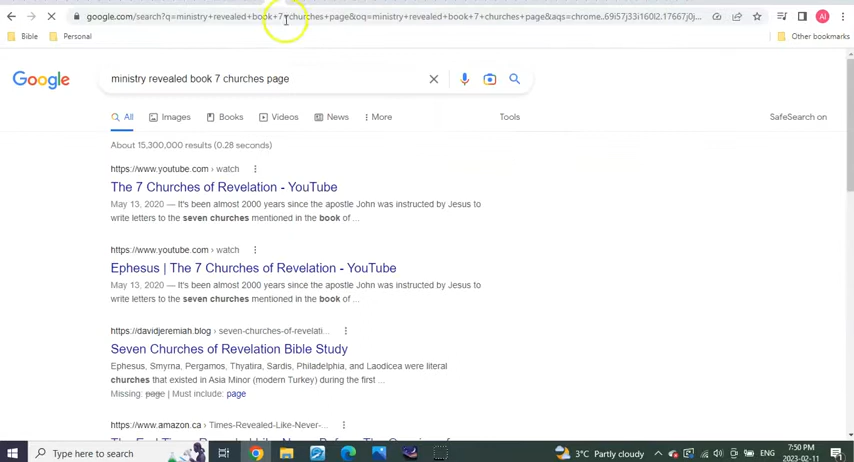 google.com/search?q=ministry+revealed+book+7+churches+page&oq=ministry+revealed+book+7+churches+page&aqs=chrome..69i57j33i160l2.17667j0j...
Bible Personal Other bookmarks
Google
ministry revealed book 7 churches page
All Images Books Videos News More Tools SafeSearch on
About 15,300,000 results (0.28 seconds)
https://www.youtube.com › watch
The 7 Churches of Revelation - YouTube
May 13, 2020 — It's been almost 2000 years since the apostle John was instructed by Jesus to
write letters to the seven churches mentioned in the book of ...
https://www.youtube.com › watch
Ephesus | The 7 Churches of Revelation - YouTube
May 13, 2020 — It's been almost 2000 years since the apostle John was instructed by Jesus to
write letters to the seven churches mentioned in the book of ...
https://davidjeremiah.blog › seven-churches-of-revelati...
Seven Churches of Revelation Bible Study
Ephesus, Smyrna, Pergamos, Thyatira, Sardis, Philadelphia, and Laodicea were literal
churches that existed in Asia Minor (modern Turkey) during the first ...
Missing: page | Must include: page
https://www.amazon.ca › Times-Revealed-Like-Never-...
Type here to search
3°C Partly cloudy
ENG
7:50 PM
2023-02-11